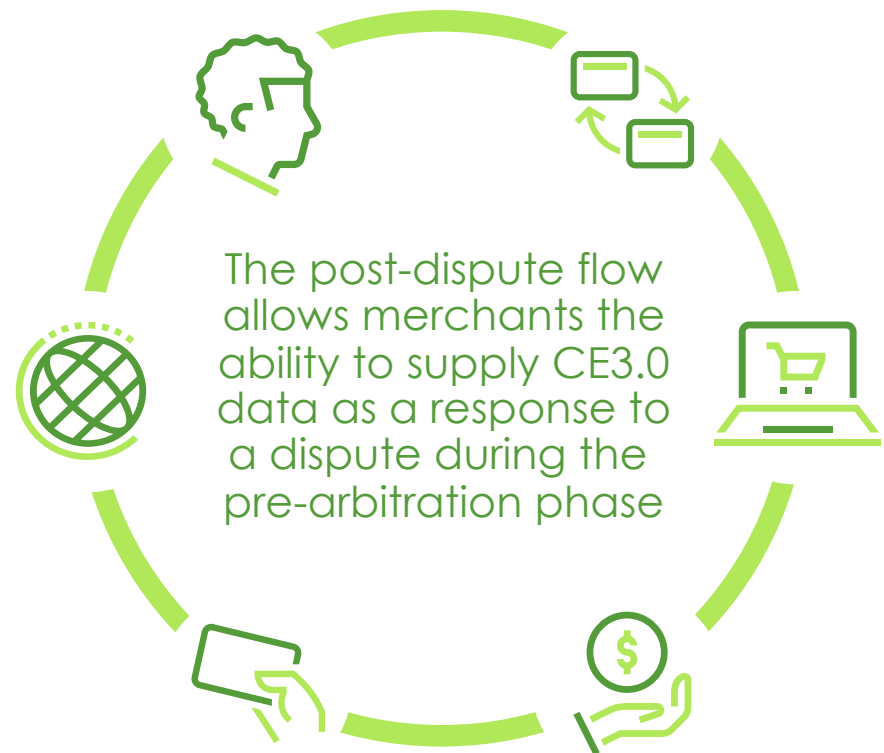 The post-dispute flow
allows merchants the
ability to supply CE3.0
data as a response to
a dispute during the
pre-arbitration phase
$